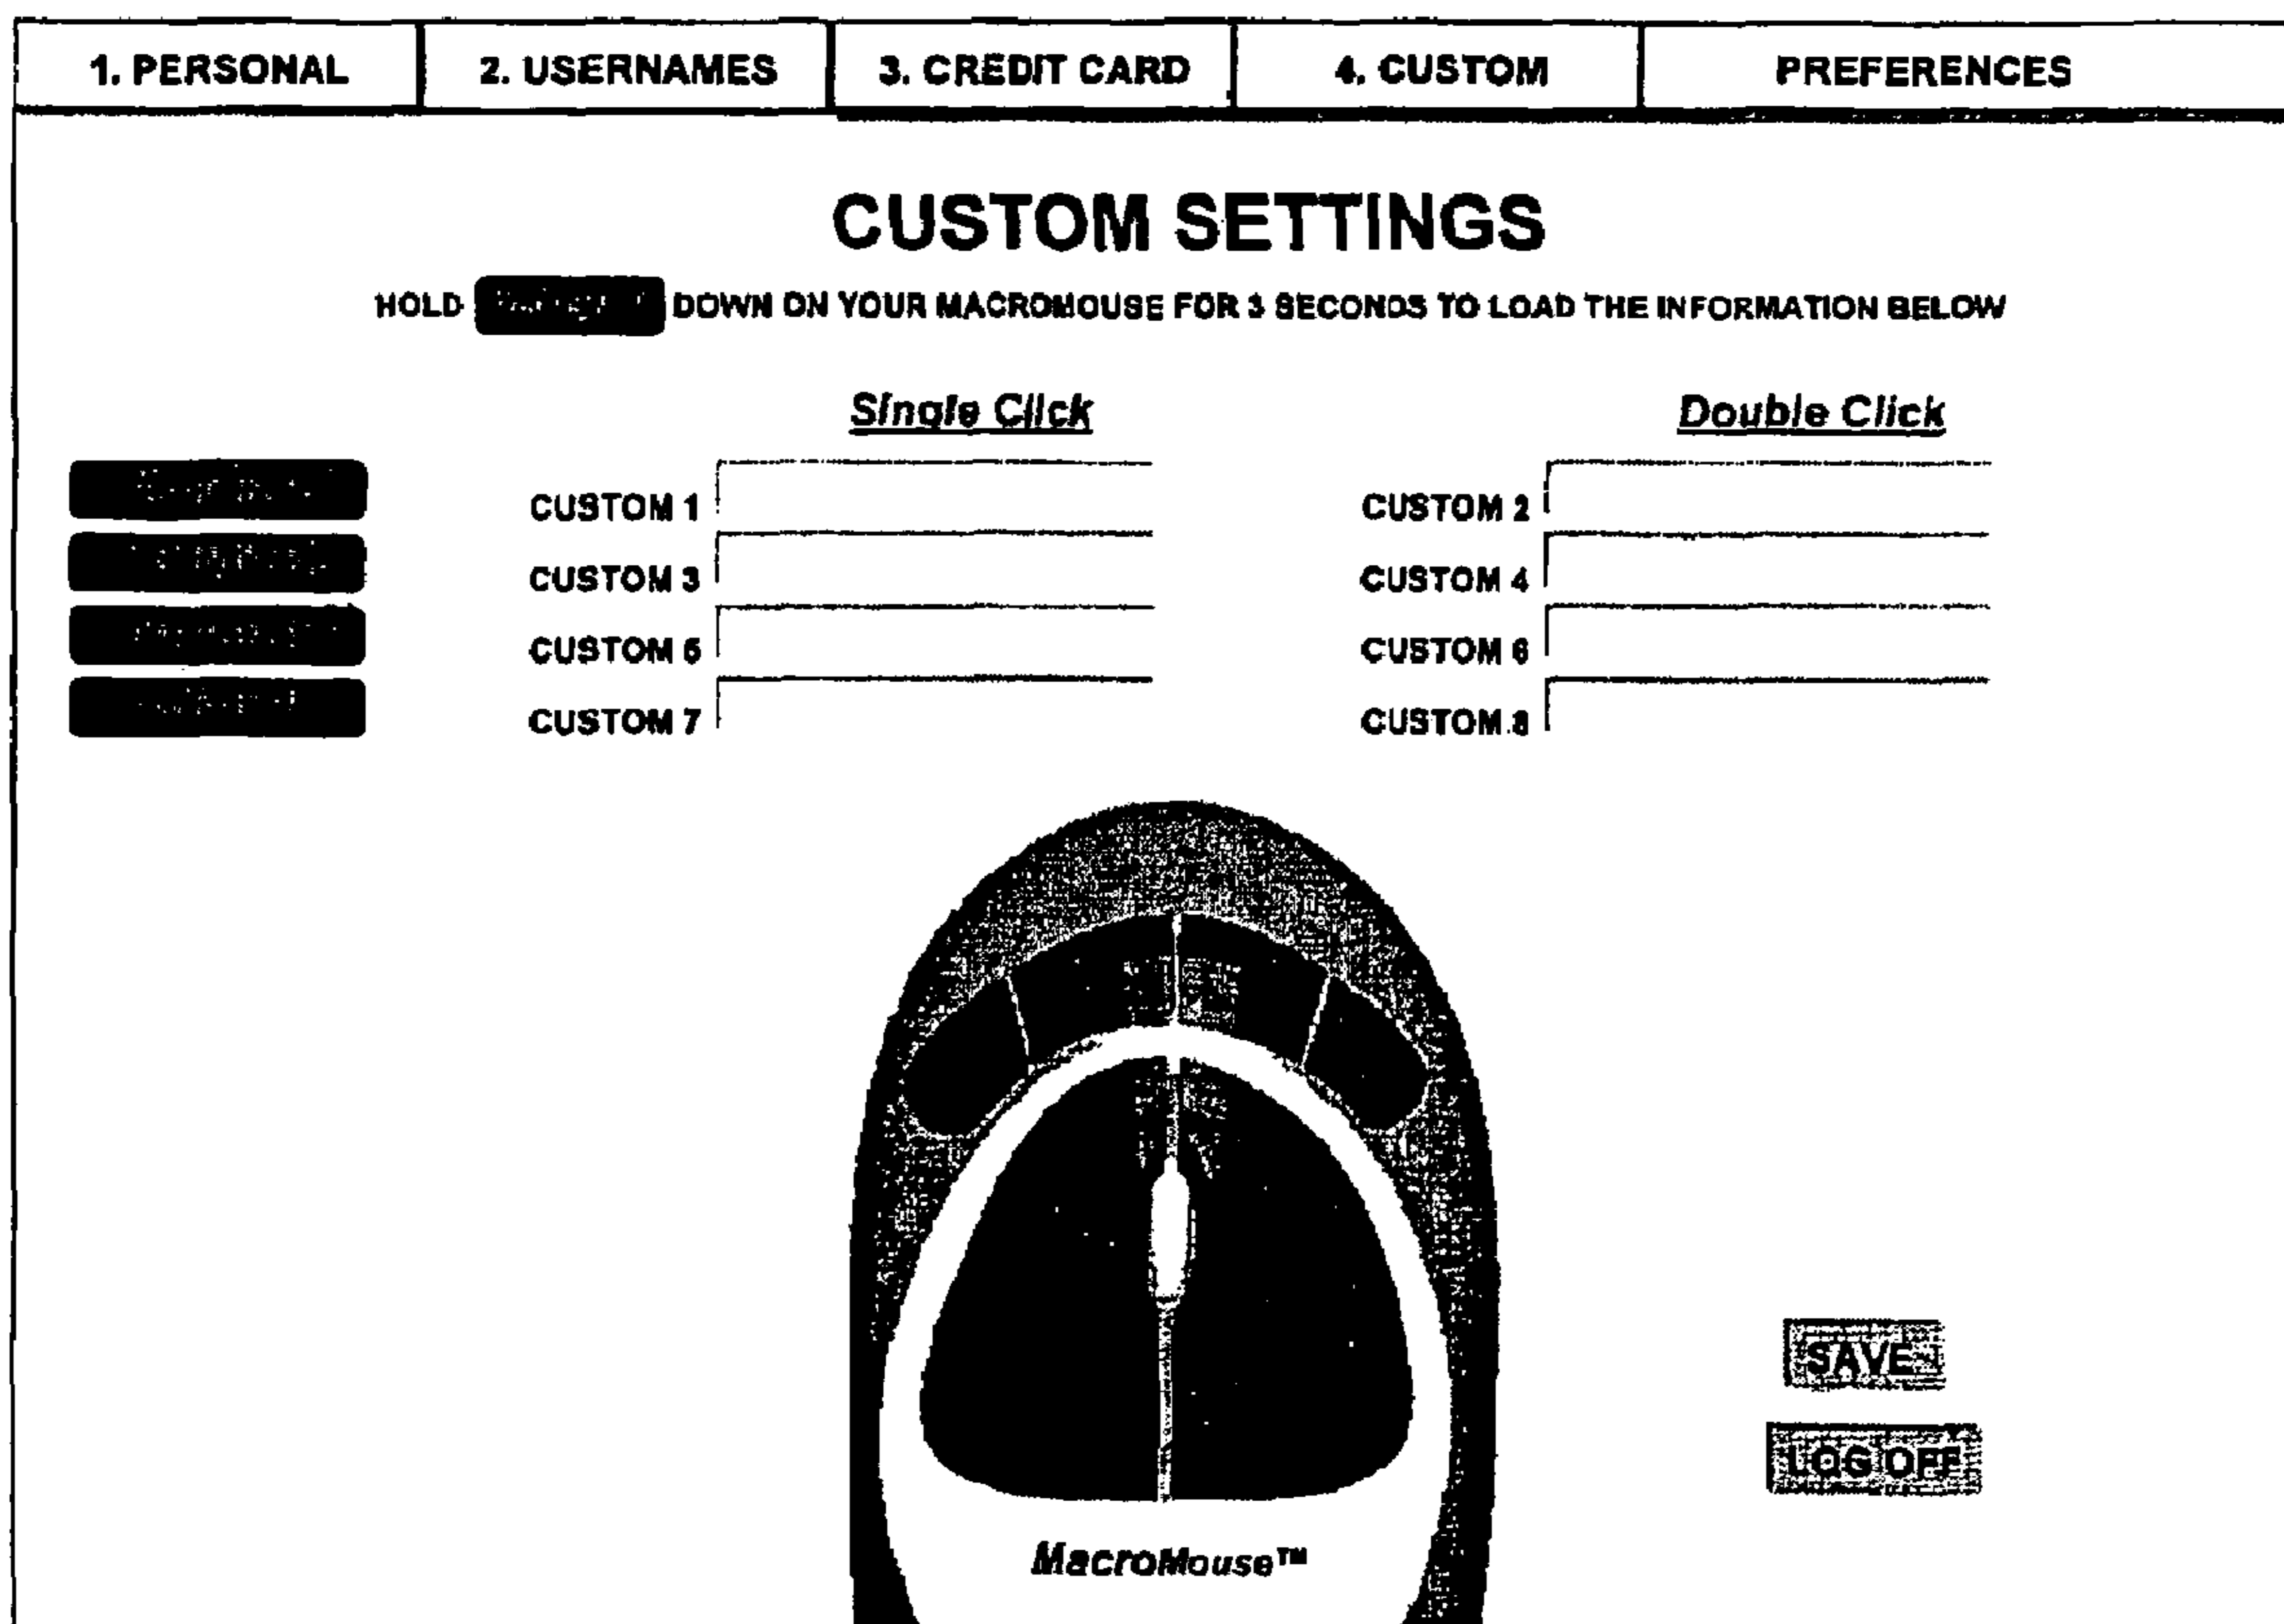 1. PERSONAL 2. USERNAMES 3. CREDIT CARD 4. CUSTOM PREFERENCES
CUSTOM SETTINGS
HOLD DOWN ON YOUR MACROMOUSE FOR 3 SECONDS TO LOAD THE INFORMATION BELOW
Single Click Double Click
CUSTOM 1 CUSTOM 2
CUSTOM 3 CUSTOM 4
CUSTOM 5 CUSTOM 6
CUSTOM 7 CUSTOM 8
SAVE
LOG OFF
MacroMouse™